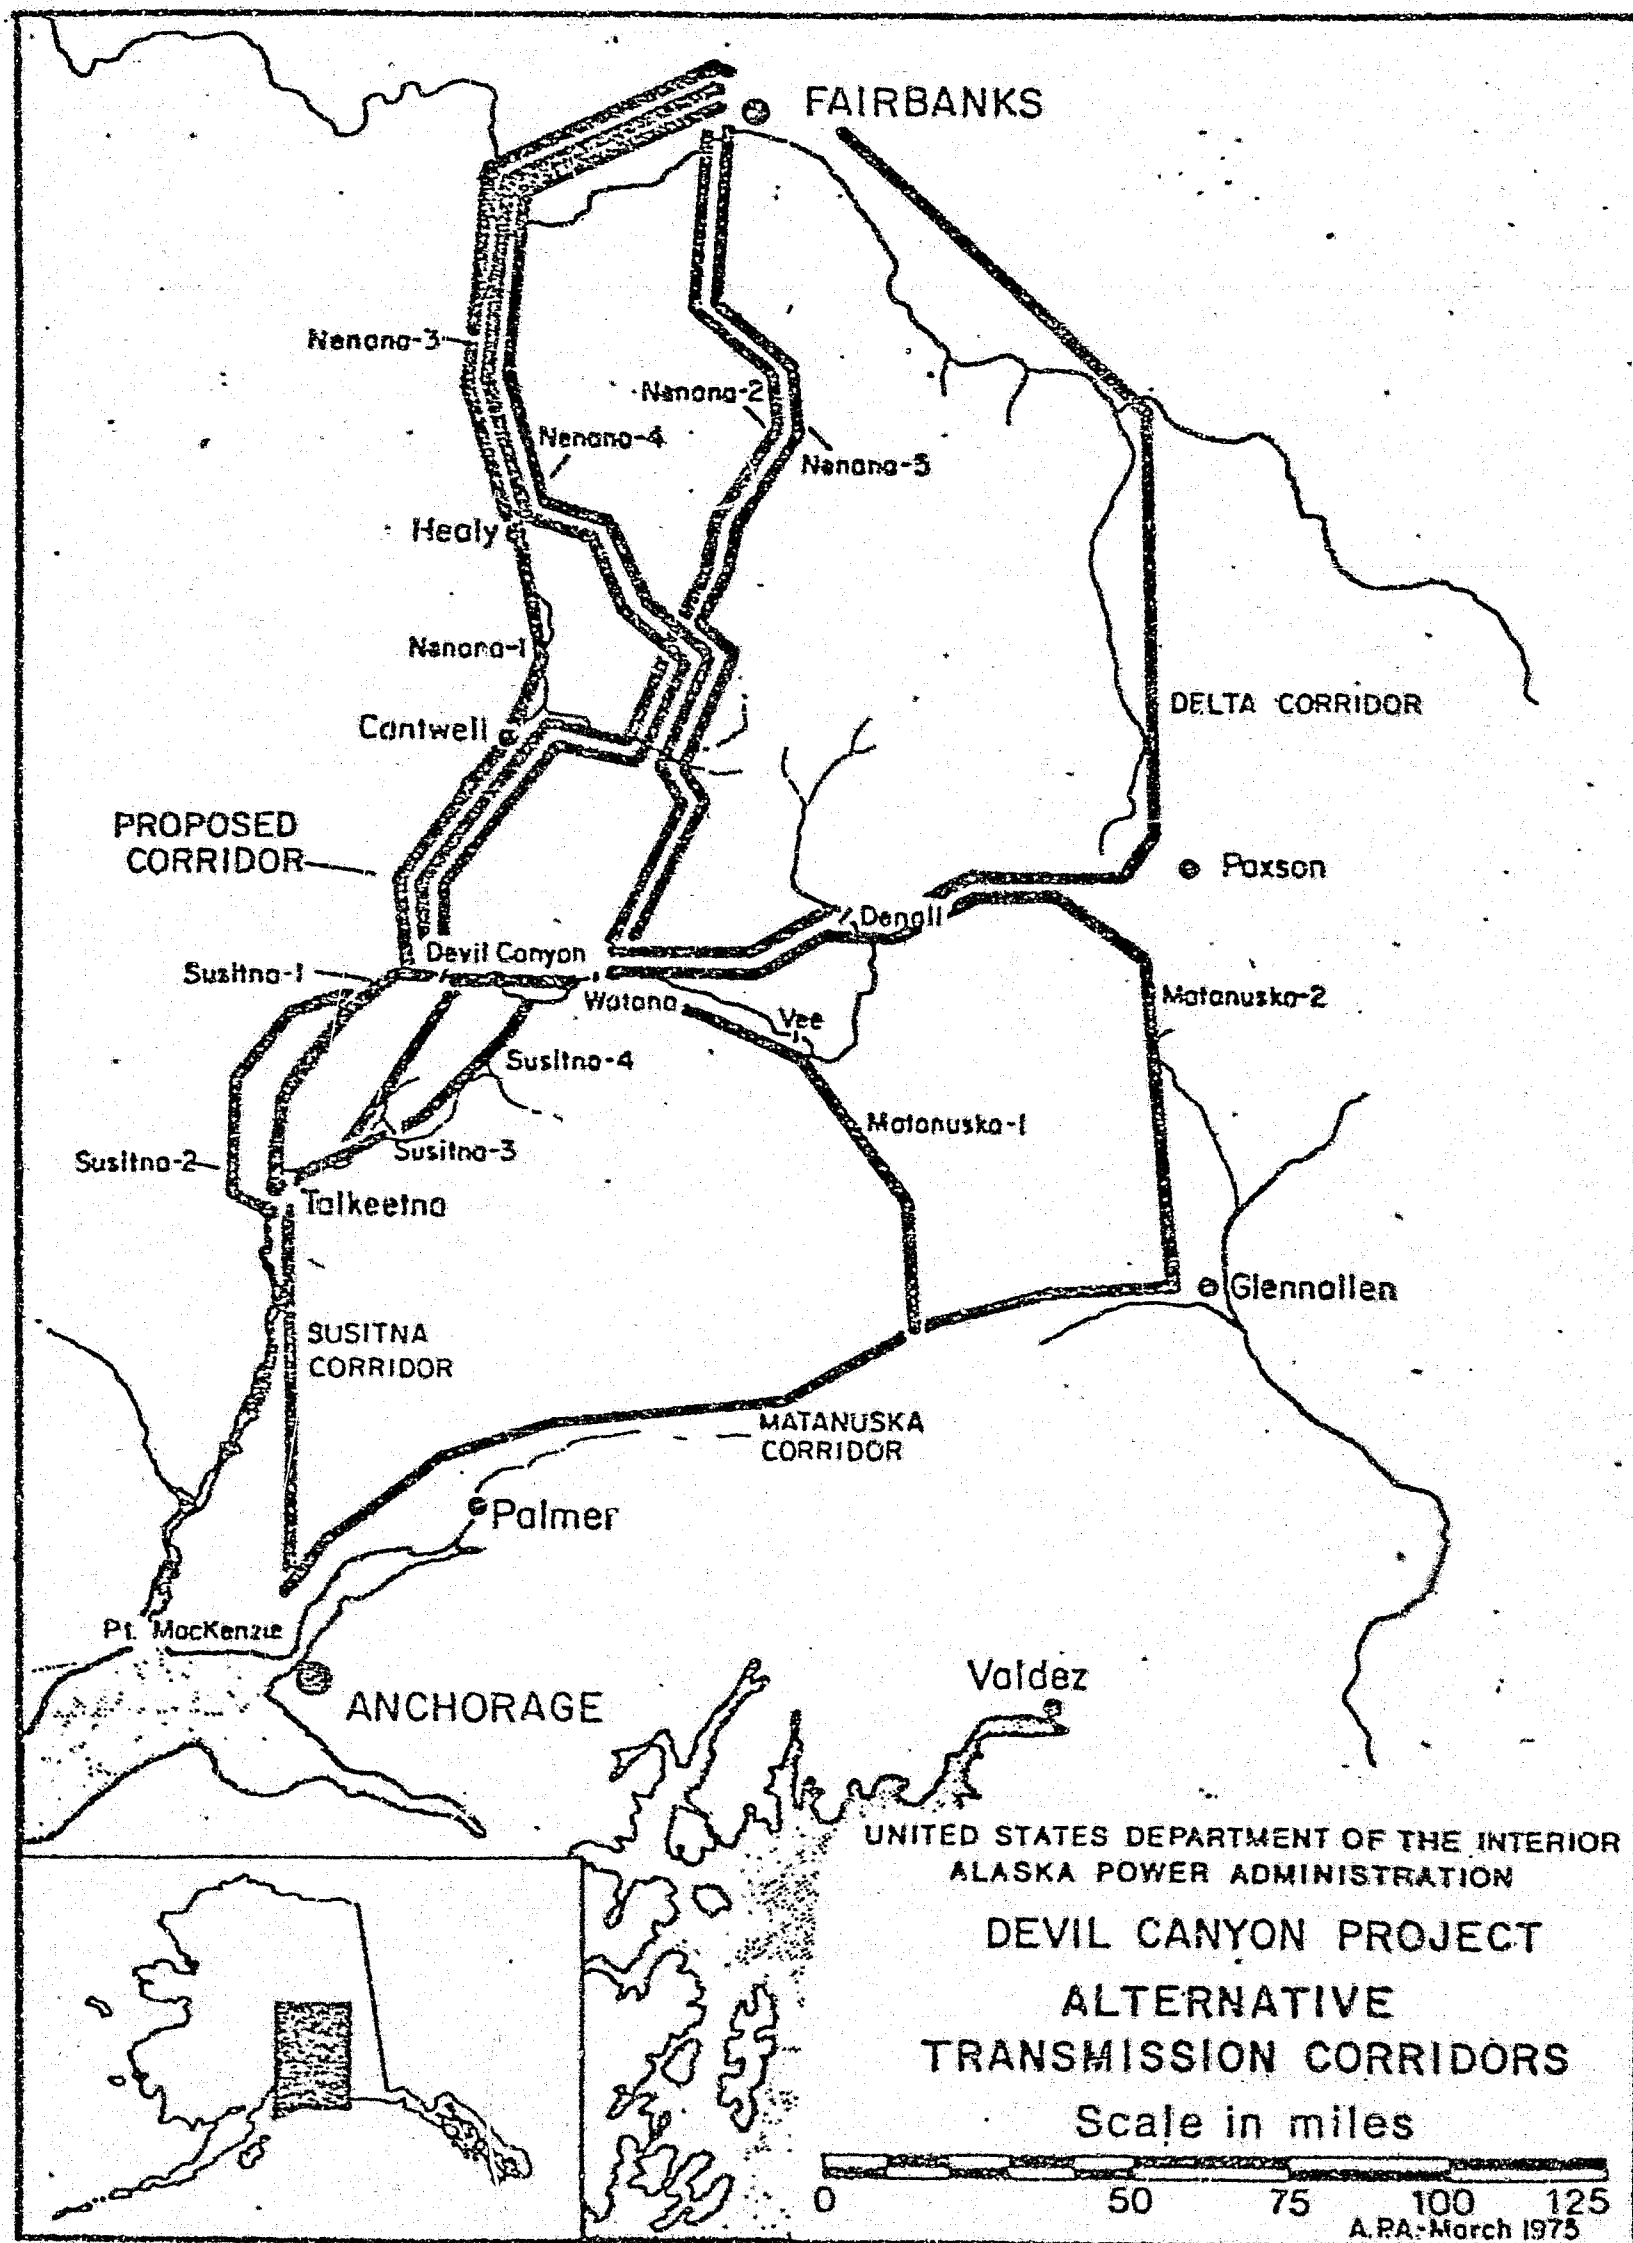 FAIRBANKS
Nenana-3
Nenana-2
Nenana-4
Nenana-5
Healy
Nenana-1
DELTA CORRIDOR
Cantwell
PROPOSED
CORRIDOR
Paxson
Denali
Devil Canyon
Susitna-1
Watana
Matanuska-2
Vee
Susitna-4
Matanuska-1
Susitna-3
Susitna-2
Talkeetna
Glennallen
SUSITNA
CORRIDOR
MATANUSKA
CORRIDOR
Palmer
Pt. MacKenzie
Valdez
ANCHORAGE
UNITED STATES DEPARTMENT OF THE INTERIOR
ALASKA POWER ADMINISTRATION
DEVIL CANYON PROJECT
ALTERNATIVE
TRANSMISSION CORRIDORS
Scale in miles
0 50 75 100 125
A.P.A.-March 1975